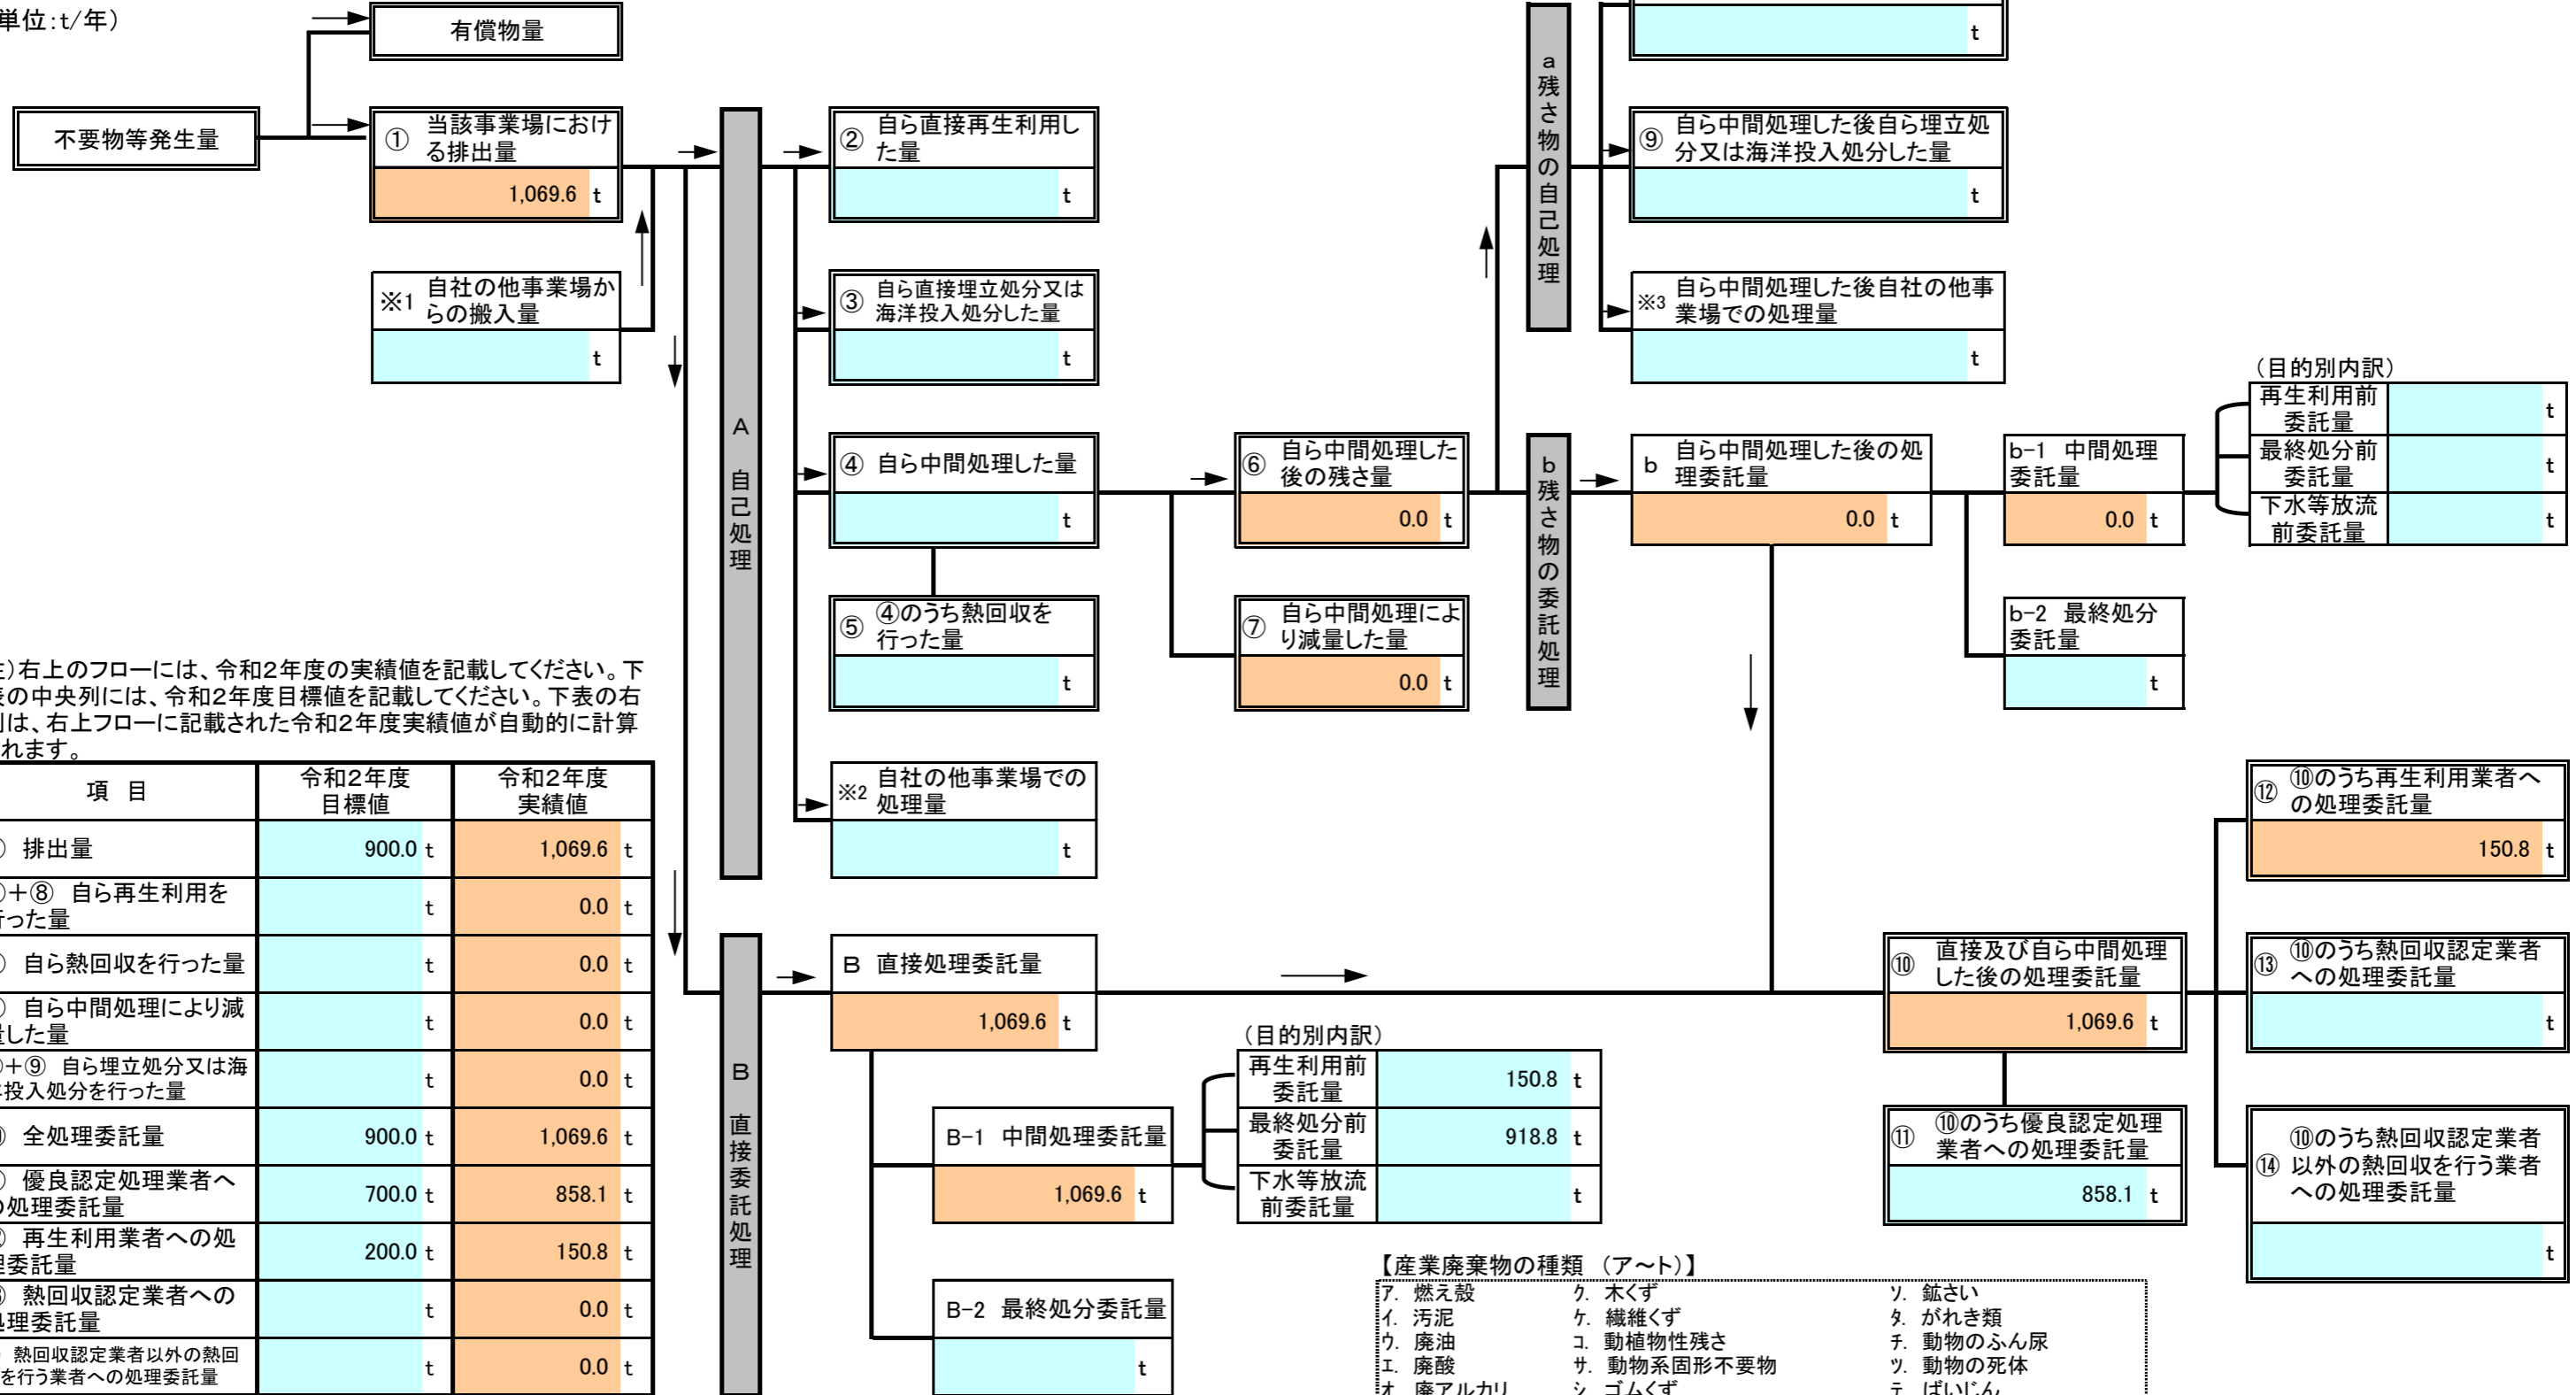 単位:t/年）
有償物量
不要物等発生量
①
当該事業場におけ
る排出量
1,069.6 t
※1
自社の他事業場か
らの搬入量
t
A 自己処理
②
自ら直接再生利用し
た量
t
③
自ら直接埋立処分又は
海洋投入処分した量
t
④ 自ら中間処理した量
t
⑤
④のうち熱回収を
行った量
t
※2
自社の他事業場での
処理量
t
⑥
自ら中間処理した
後の残さ量
0.0 t
⑦
自ら中間処理によ
り減量した量
0.0 t
a残さ物の自己処理
t
⑨
自ら中間処理した後自ら埋立処
分又は海洋投入処分した量
t
※3
自ら中間処理した後自社の他事
業場での処理量
t
b残さ物の委託処理
b
自ら中間処理した後の処
理委託量
0.0 t
b-1 中間処理
委託量
0.0 t
（目的別内訳）
再生利用前
委託量
t
最終処分前
委託量
t
下水等放流
前委託量
t
b-2 最終処分
委託量
t
）右上のフローには、令和2年度の実績値を記載してください。下
表の中央列には、令和2年度目標値を記載してください。下表の右
は、右上フローに記載された令和2年度実績値が自動的に計算
れます。
項 目
令和2年度
目標値
令和2年度
実績値
排出量
900.0 t
1,069.6 t
＋⑧ 自ら再生利用を
行った量
t
0.0 t
自ら熱回収を行った量
t
0.0 t
自ら中間処理により減
量した量
t
0.0 t
＋⑨ 自ら埋立処分又は海
洋投入処分を行った量
t
0.0 t
全処理委託量
900.0 t
1,069.6 t
優良認定処理業者へ
の処理委託量
700.0 t
858.1 t
再生利用業者への処
理委託量
200.0 t
150.8 t
熱回収認定業者への
処理委託量
t
0.0 t
熱回収認定業者以外の熱回
を行う業者への処理委託量
t
0.0 t
B 直接委託処理
B 直接処理委託量
1,069.6 t
B-1 中間処理委託量
1,069.6 t
（目的別内訳）
再生利用前
委託量
150.8 t
最終処分前
委託量
918.8 t
下水等放流
前委託量
t
B-2 最終処分委託量
t
⑩
直接及び自ら中間処理
した後の処理委託量
1,069.6 t
⑪
⑩のうち優良認定処理
業者への処理委託量
858.1 t
⑫
⑩のうち再生利用業者へ
の処理委託量
150.8 t
⑬
⑩のうち熱回収認定業者
への処理委託量
t
⑭
⑩のうち熱回収認定業者
以外の熱回収を行う業者
への処理委託量
t
【産業廃棄物の種類 （ア～ト）】
ア. 燃え殻 ク. 木くず ソ. 鉱さい
イ. 汚泥 ケ. 繊維くず タ. がれき類
ウ. 廃油 コ. 動植物性残さ チ. 動物のふん尿
エ. 廃酸 サ. 動物系固形不要物 ツ. 動物の死体
オ. 廃アルカリ シ. ゴムくず テ. ばいじん